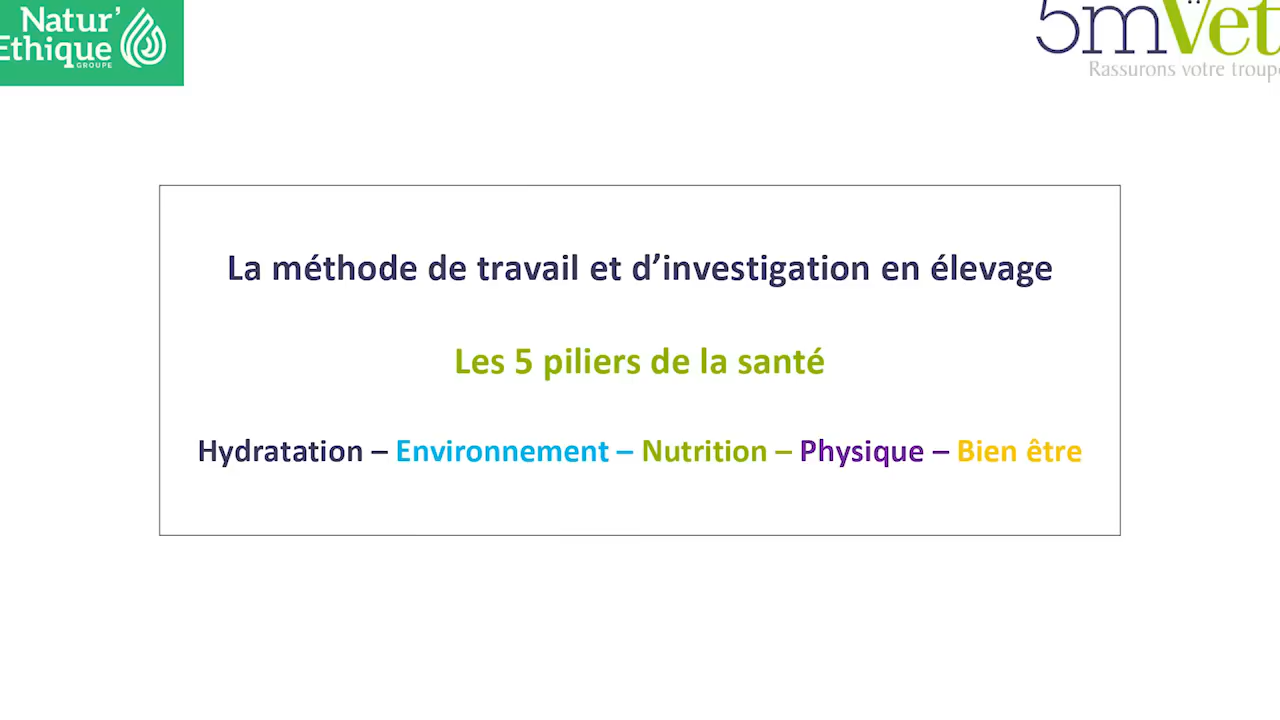 Natur'
Ethique
GROUPE
5mVet
Rassurons votre
La méthode de travail et d’investigation en élevage
Les 5 piliers de la santé
Hydratation – Environnement – Nutrition – Physique – Bien être